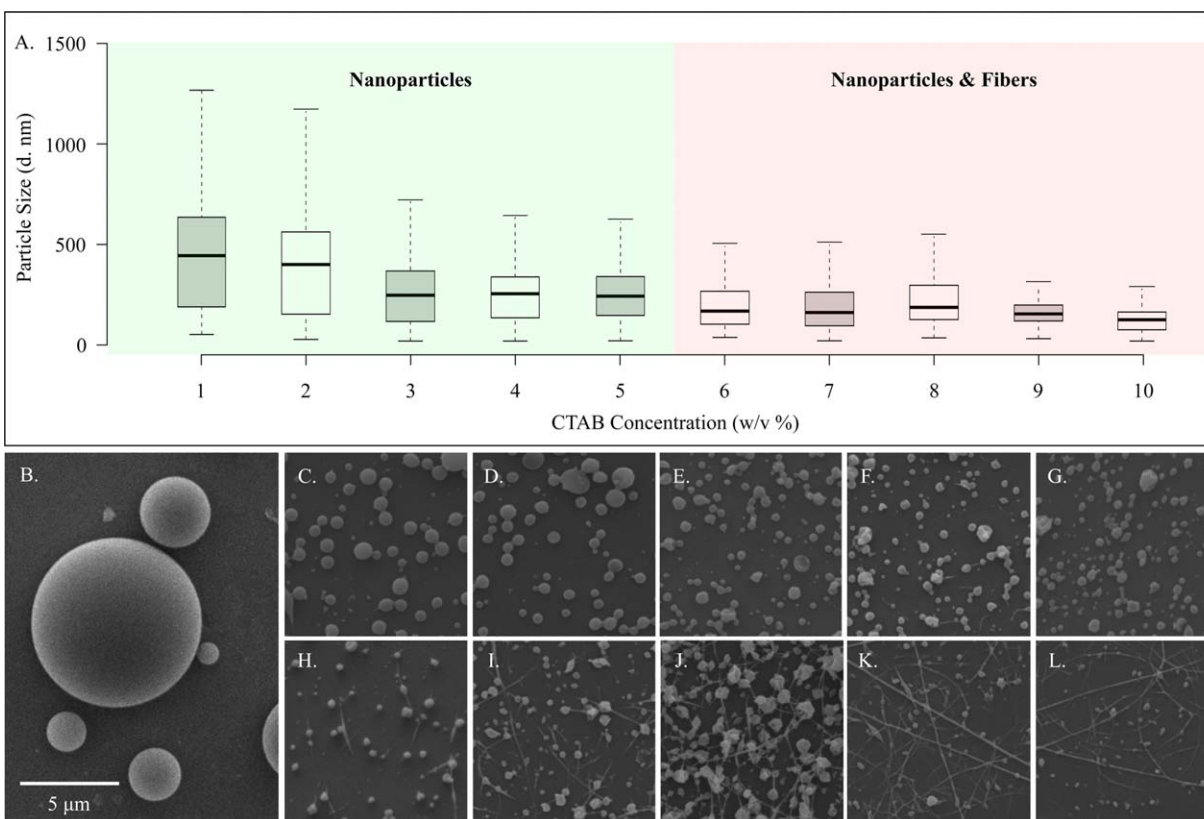 A.
1500
Nanoparticles
Nanoparticles & Fibers
1000
Particle Size (d. nm)
500
0
1 2 3 4 5 6 7 8 9 10
CTAB Concentration (w/v %)
B. C. D. E. F. G.
H. I. J. K. L.
5 μm